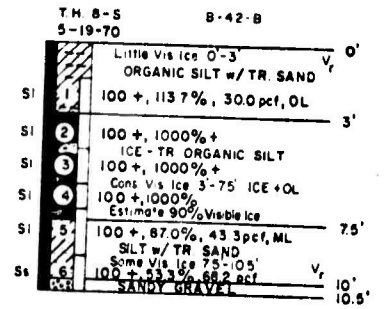 T.H. 8-S B-42-B
5-19-70
Little Vis Ice 0'-3' 0'
ORGANIC SILT w/ TR. SAND Vr
SI 1 100 +, 113.7%, 30.0 pcf, OL
3'
SI 2 100 +, 1000% +
ICE - TR ORGANIC SILT
Si 3 100 +, 1000% +
Cons Vis Ice 3'-7.5' ICE + OL
SI 4 100 +, 1000%
Estimate 90% Visible Ice
7.5'
SI 5 100 +, 87.0%, 43.3 pcf, ML
SILT w/ TR. SAND
Some Vis Ice 7.5-10.5' Vr
Ss 6 100 +, 53.3%, 66.2 pcf
10'
SANDY GRAVEL
10.5'